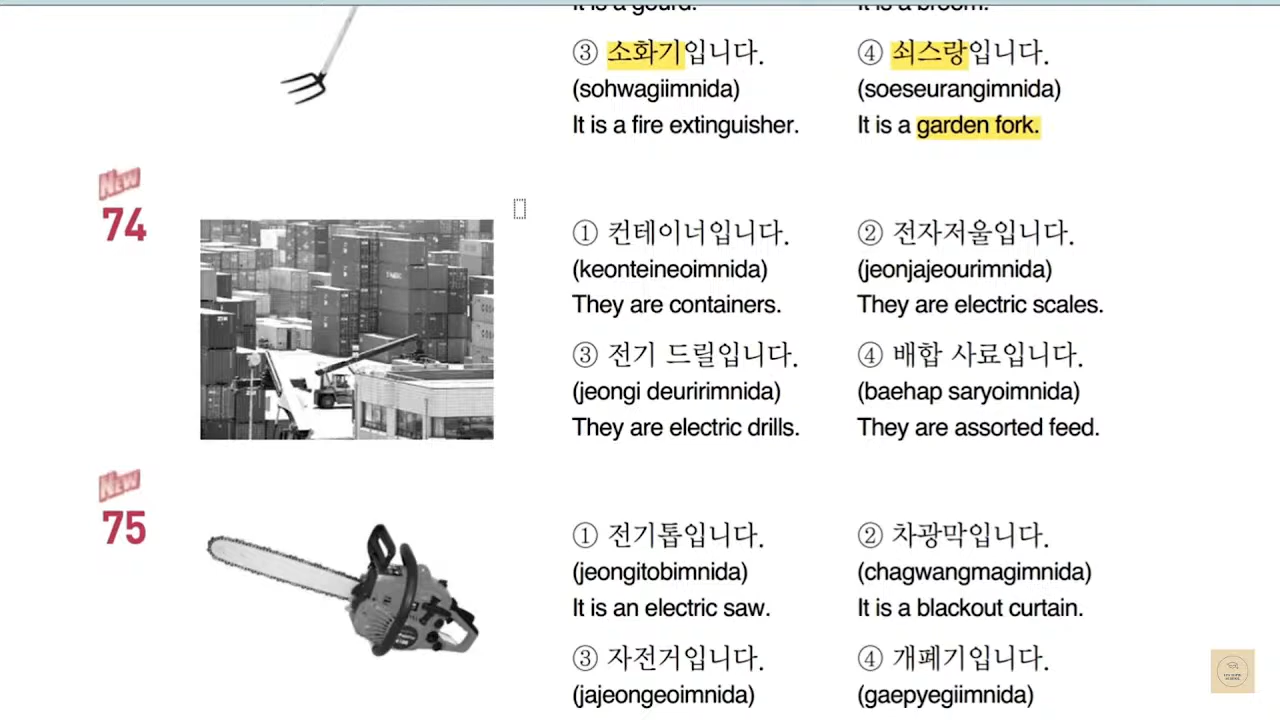 It is a gourd.
It is a broom.
③ 소화기입니다.
(sohwagiimnida)
It is a fire extinguisher.
④ 쇠스랑입니다.
(soeseurangimnida)
It is a garden fork.
NEW
74
① 컨테이너입니다.
(keonteineoimnida)
They are containers.
② 전자저울입니다.
(jeonjajeourimnida)
They are electric scales.
③ 전기 드릴입니다.
(jeongi deuririmnida)
They are electric drills.
④ 배합 사료입니다.
(baehap saryoimnida)
They are assorted feed.
NEW
75
① 전기톱입니다.
(jeongitobimnida)
It is an electric saw.
② 차광막입니다.
(chagwangmagimnida)
It is a blackout curtain.
③ 자전거입니다.
(jajeongeoimnida)
④ 개폐기입니다.
(gaepyegiimnida)